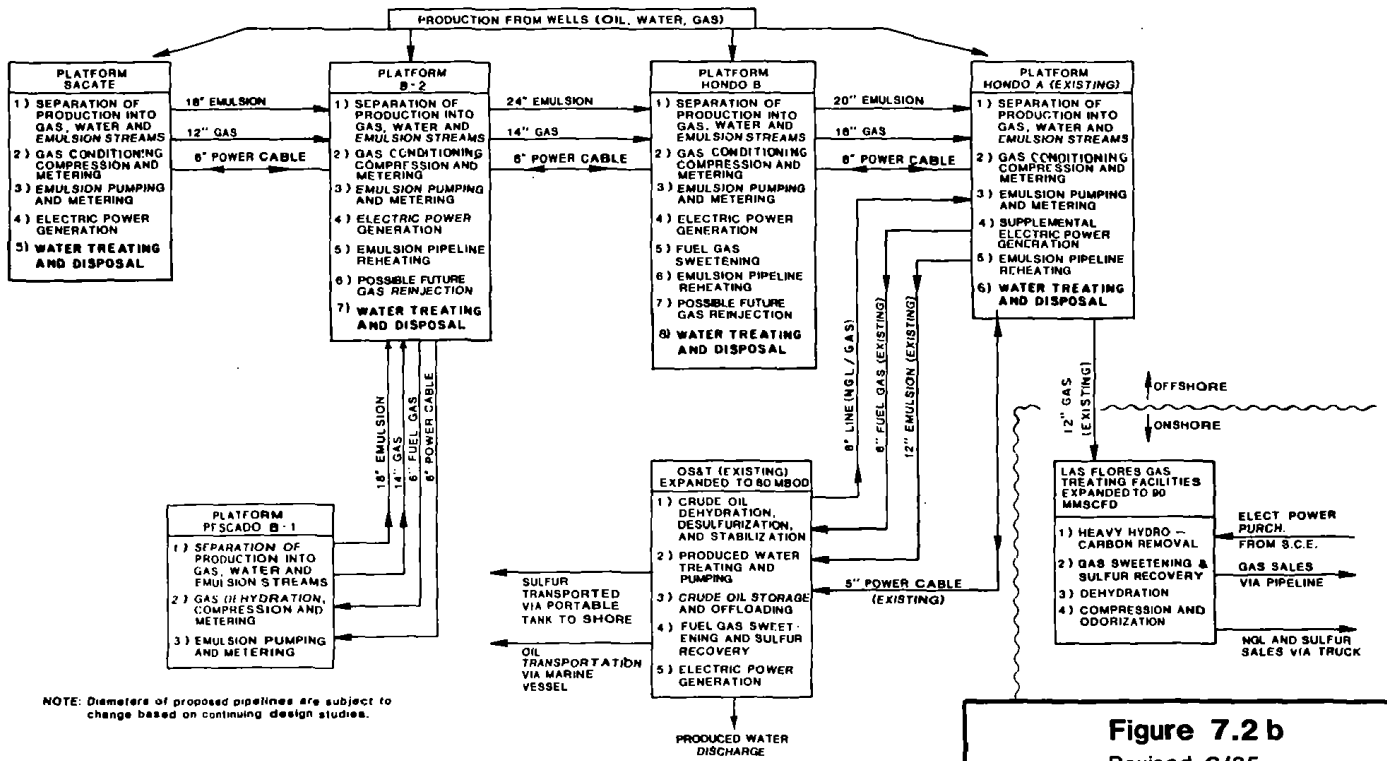 PRODUCTION FROM WELLS (OIL, WATER, GAS)
PLATFORM
SACATE
1) SEPARATION OF
PRODUCTION INTO
GAS, WATER AND
EMULSION STREAMS
2) GAS CONDITIONING
COMPRESSION AND
METERING
3) EMULSION PUMPING
AND METERING
4) ELECTRIC POWER
GENERATION
5) WATER TREATING
AND DISPOSAL
18" EMULSION
12" GAS
6" POWER CABLE
PLATFORM
B-2
1) SEPARATION OF
PRODUCTION INTO
GAS, WATER AND
EMULSION STREAMS
2) GAS CONDITIONING
COMPRESSION AND
METERING
3) EMULSION PUMPING
AND METERING
4) ELECTRIC POWER
GENERATION
5) EMULSION PIPELINE
REHEATING
6) POSSIBLE FUTURE
GAS REINJECTION
7) WATER TREATING
AND DISPOSAL
24" EMULSION
14" GAS
6" POWER CABLE
PLATFORM
HONDO B
1) SEPARATION OF
PRODUCTION INTO
GAS, WATER AND
EMULSION STREAMS
2) GAS CONDITIONING
COMPRESSION AND
METERING
3) EMULSION PUMPING
AND METERING
4) ELECTRIC POWER
GENERATION
5) FUEL GAS
SWEETENING
6) EMULSION PIPELINE
REHEATING
7) POSSIBLE FUTURE
GAS REINJECTION
8) WATER TREATING
AND DISPOSAL
20" EMULSION
16" GAS
6" POWER CABLE
PLATFORM
HONDO A (EXISTING)
1) SEPARATION OF
PRODUCTION INTO
GAS, WATER AND
EMULSION STREAMS
2) GAS CONDITIONING
COMPRESSION AND
METERING
3) EMULSION PUMPING
AND METERING
4) SUPPLEMENTAL
ELECTRIC POWER
GENERATION
5) EMULSION PIPELINE
REHEATING
6) WATER TREATING
AND DISPOSAL
18" EMULSION
14" GAS
6" FUEL GAS
6" POWER CABLE
8" LINE (NGL / GAS)
6" FUEL GAS (EXISTING)
12" EMULSION (EXISTING)
12" GAS
(EXISTING)
OFFSHORE
ONSHORE
PLATFORM
PESCADO B-1
1) SEPARATION OF
PRODUCTION INTO
GAS, WATER AND
EMULSION STREAMS
2) GAS DEHYDRATION,
COMPRESSION AND
METERING
3) EMULSION PUMPING
AND METERING
OS&T (EXISTING)
EXPANDED TO 80 MBOD
1) CRUDE OIL
DEHYDRATION,
DESULFURIZATION,
AND STABILIZATION
2) PRODUCED WATER
TREATING AND
PUMPING
3) CRUDE OIL STORAGE
AND OFFLOADING
4) FUEL GAS SWEET-
ENING AND SULFUR
RECOVERY
5) ELECTRIC POWER
GENERATION
SULFUR
TRANSPORTED
VIA PORTABLE
TANK TO SHORE
OIL
TRANSPORTATION
VIA MARINE
VESSEL
5" POWER CABLE
(EXISTING)
PRODUCED WATER
DISCHARGE
LAS FLORES GAS
TREATING FACILITIES
EXPANDED TO 90
MMSCFD
1) HEAVY HYDRO-
CARBON REMOVAL
2) GAS SWEETENING &
SULFUR RECOVERY
3) DEHYDRATION
4) COMPRESSION AND
ODORIZATION
ELECT POWER
PURCH.
FROM S.C.E.
GAS SALES
VIA PIPELINE
NGL AND SULFUR
SALES VIA TRUCK
NOTE: Diameters of proposed pipelines are subject to
change based on continuing design studies.
Figure 7.2 b